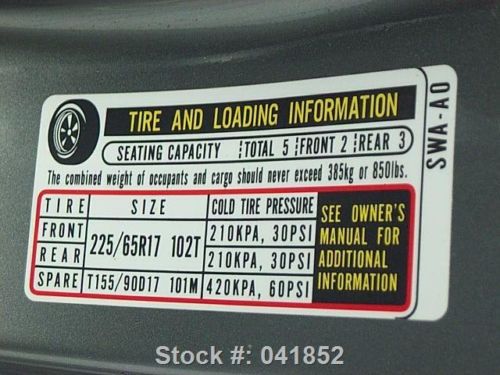 TIRE AND LOADING INFORMATION
SEATING CAPACITY TOTAL 5 FRONT 2 REAR 3
The combined weight of occupants and cargo should never exceed 385kg or 850lbs.
TIRE SIZE COLD TIRE PRESSURE
FRONT 225/65R17 102T 210KPA, 30PSI
REAR 210KPA, 30PSI
SPARE T155/90D17 101M 420KPA, 60PSI
SEE OWNER'S
MANUAL FOR
ADDITIONAL
INFORMATION
SWA-A0
Stock #: 041852